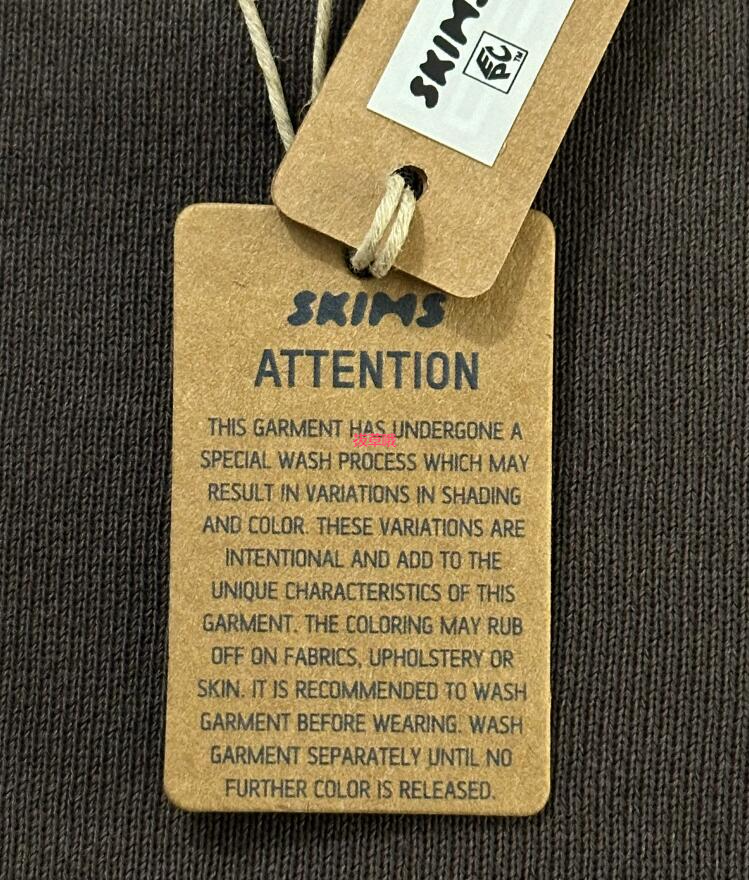 SKIMS
EPC™
SKIMS
ATTENTION
THIS GARMENT HAS UNDERGONE A
SPECIAL WASH PROCESS WHICH MAY
RESULT IN VARIATIONS IN SHADING
AND COLOR. THESE VARIATIONS ARE
INTENTIONAL AND ADD TO THE
UNIQUE CHARACTERISTICS OF THIS
GARMENT. THE COLORING MAY RUB
OFF ON FABRICS, UPHOLSTERY OR
SKIN. IT IS RECOMMENDED TO WASH
GARMENT BEFORE WEARING. WASH
GARMENT SEPARATELY UNTIL NO
FURTHER COLOR IS RELEASED.